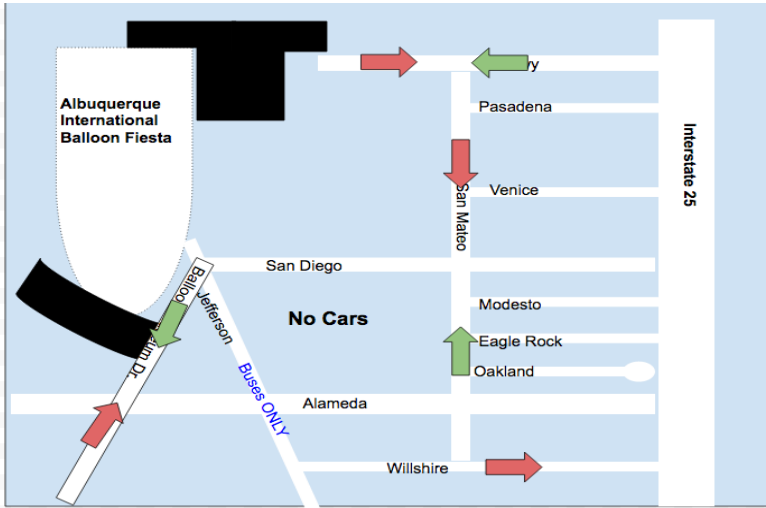 Albuquerque
International
Balloon Fiesta
Pasadena
Venice
San Mateo
Interstate 25
San Diego
Jefferson
No Cars
Modesto
Eagle Rock
Oakland
Buses ONLY
Alameda
Willshire
Dr.